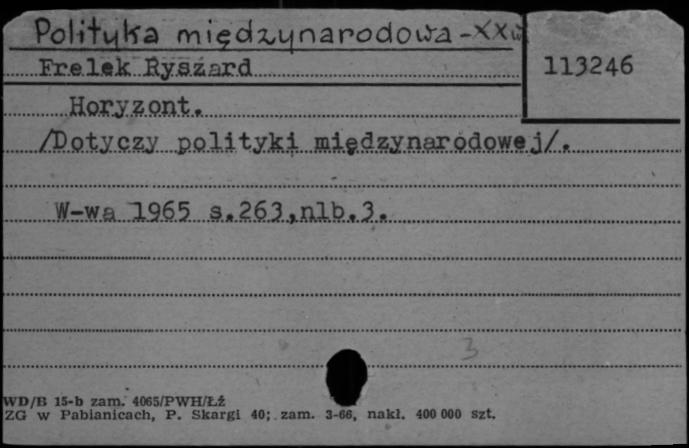 Polityka międzynarodowa - XXw
Frelek Ryszard
113246
Horyzont.
/Dotyczy polityki międzynarodowej/.
W-wa 1965 s.263,nlb.3.
3
WD/B 15-b zam. 4065/PWH/Łź
ZG w Pabianicach, P. Skargi 40; zam. 3-66, nakł. 400 000 szt.